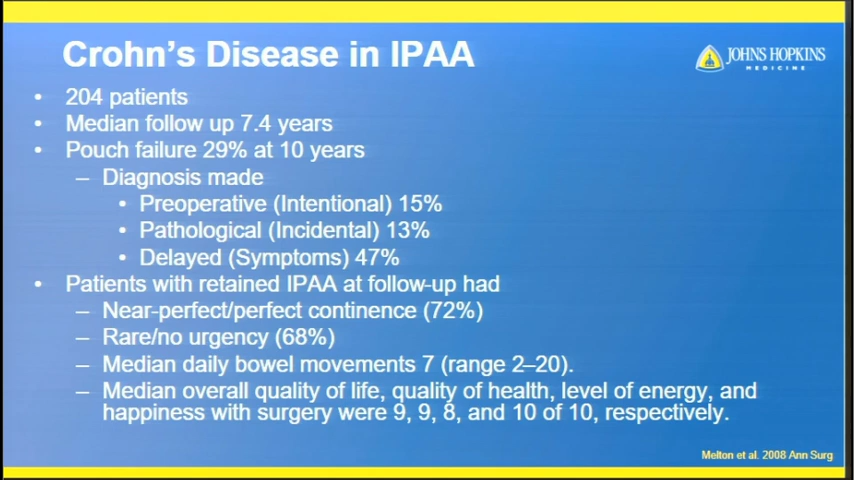 Crohn's Disease in IPAA
JOHNS HOPKINS
MEDICINE
• 204 patients
• Median follow up 7.4 years
• Pouch failure 29% at 10 years
– Diagnosis made
• Preoperative (Intentional) 15%
• Pathological (Incidental) 13%
• Delayed (Symptoms) 47%
• Patients with retained IPAA at follow-up had
– Near-perfect/perfect continence (72%)
– Rare/no urgency (68%)
– Median daily bowel movements 7 (range 2–20).
– Median overall quality of life, quality of health, level of energy, and
happiness with surgery were 9, 9, 8, and 10 of 10, respectively.
Melton et al. 2008 Ann Surg